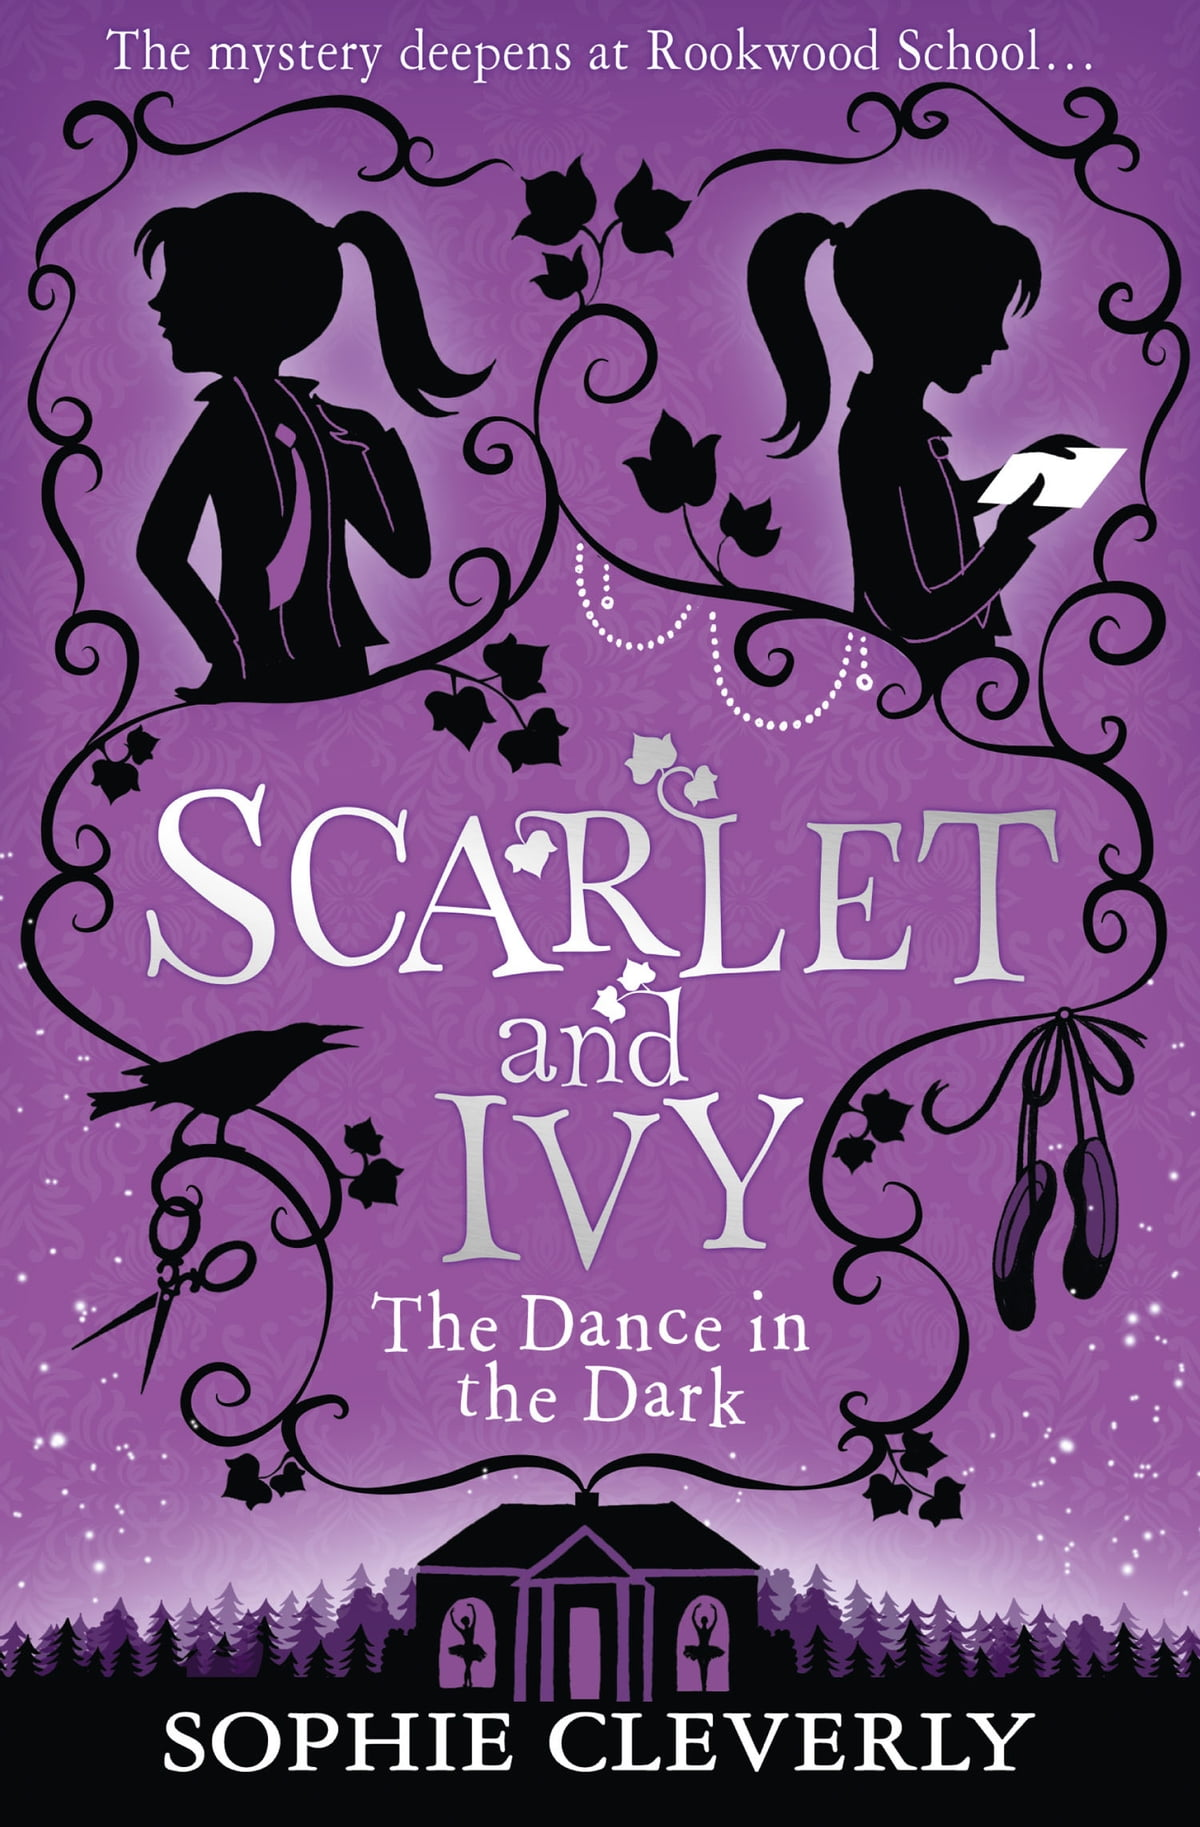 The mystery deepens at Rookwood School...
SCARLET
and
IVY
The Dance in
the Dark
SOPHIE CLEVERLY